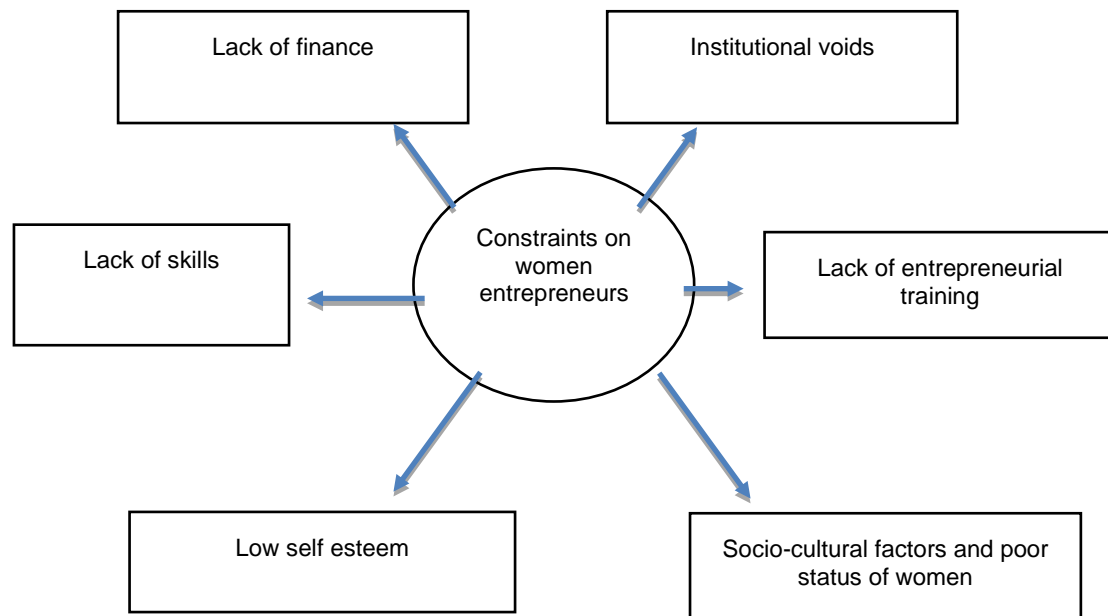 Lack of finance
Institutional voids
Constraints on
women
entrepreneurs
Lack of skills
Lack of entrepreneurial
training
Low self esteem
Socio-cultural factors and poor
status of women